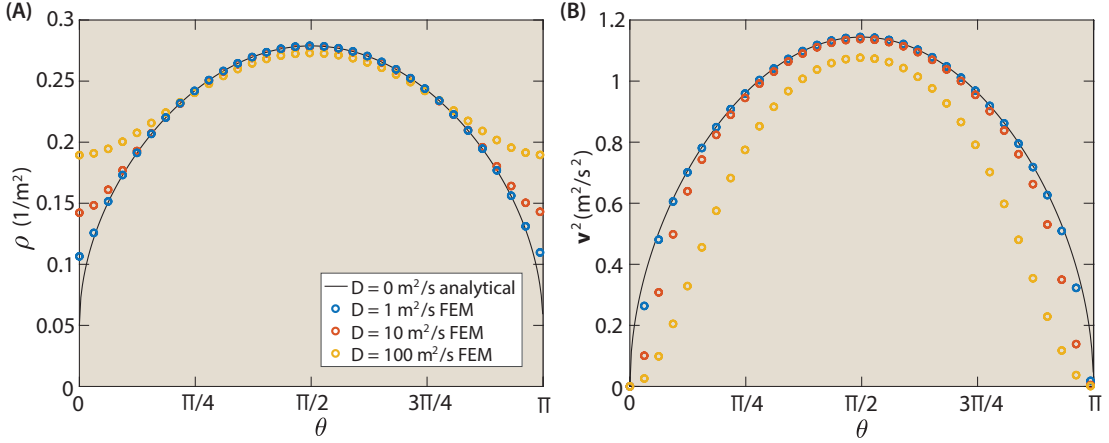 (A)
0.3
0.25
0.2
0.15
0.1
0.05
0
ρ (1/m²)
0
Π/4
Π/2
3Π/4
Π
θ
D = 0 m²/s analytical
D = 1 m²/s FEM
D = 10 m²/s FEM
D = 100 m²/s FEM
(B)
1.2
1
0.8
0.6
0.4
0.2
0
v² (m²/s²)
0
Π/4
Π/2
3Π/4
Π
θ